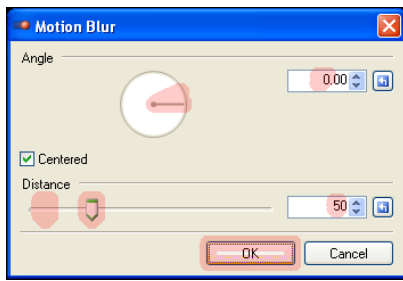 Motion Blur
Angle
0.00
Centered
Distance
50
OK
Cancel